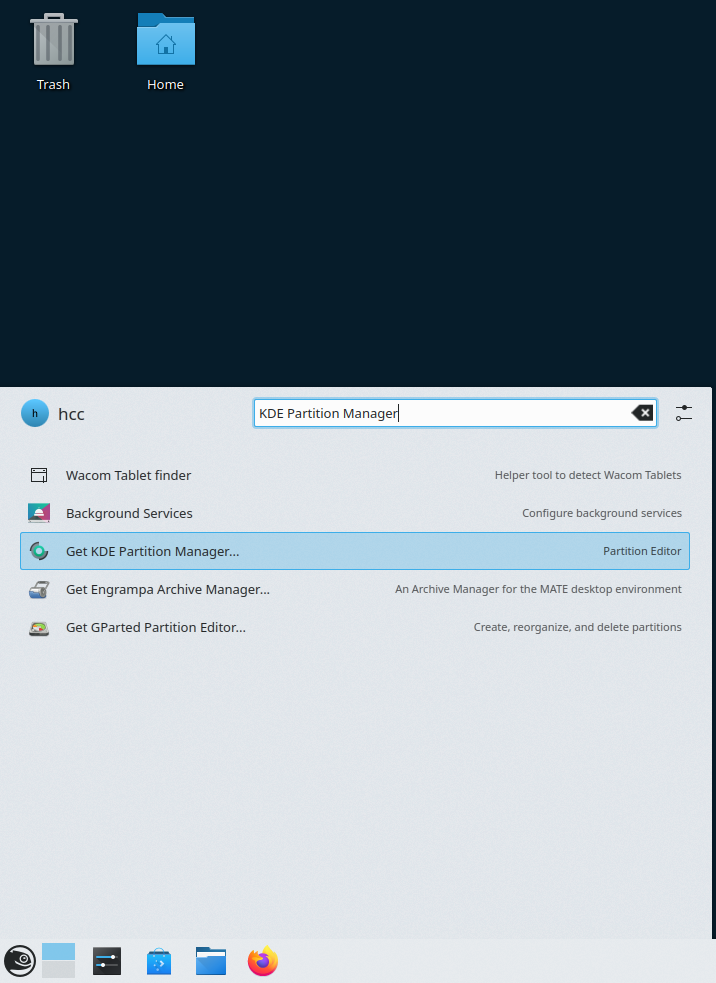 Trash
Home
h
hcc
KDE Partition Manager
Wacom Tablet finder
Helper tool to detect Wacom Tablets
Background Services
Configure background services
Get KDE Partition Manager...
Partition Editor
Get Engrampa Archive Manager...
An Archive Manager for the MATE desktop environment
Get GParted Partition Editor...
Create, reorganize, and delete partitions